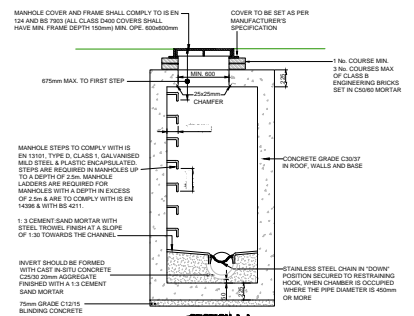 MANHOLE COVER AND FRAME SHALL COMPLY TO IS EN
124 AND BS 7903 (ALL CLASS D400 COVERS SHALL
HAVE MIN. FRAME DEPTH 150mm) MIN. OPE. 600x600mm
COVER TO BE SET AS PER
MANUFACTURER'S
SPECIFICATION
MIN. 600
675mm MAX. TO FIRST STEP
25x25mm
CHAMFER
225
1 No. COURSE MIN.
3 No. COURSES MAX
OF CLASS B
ENGINEERING BRICKS
SET IN C50/60 MORTAR
MANHOLE STEPS TO COMPLY WITH IS
EN 13101, TYPE D, CLASS 1, GALVANISED
MILD STEEL & PLASTIC ENCAPSULATED.
STEPS ARE REQUIRED IN MANHOLES UP
TO A DEPTH OF 2.5m. MANHOLE
LADDERS ARE REQUIRED FOR
MANHOLES WITH A DEPTH IN EXCESS
OF 2.5M & ARE TO COMPLY WITH IS EN
14396 & WITH BS 4211.
CONCRETE GRADE C30/37
IN ROOF, WALLS AND BASE
1: 3 CEMENT:SAND MORTAR WITH
STEEL TROWEL FINISH AT A SLOPE
OF 1:30 TOWARDS THE CHANNEL
INVERT SHOULD BE FORMED
WITH CAST IN-SITU CONCRETE
C25/30 20mm AGGREGATE
FINISHED WITH A 1:3 CEMENT
SAND MORTAR
STAINLESS STEEL CHAIN IN "DOWN"
POSITION SECURED TO RESTRAINING
HOOK, WHEN CHAMBER IS OCCUPIED
WHERE THE PIPE DIAMETER IS 450mm
OR MORE
225
75mm GRADE C12/15
BLINDING CONCRETE